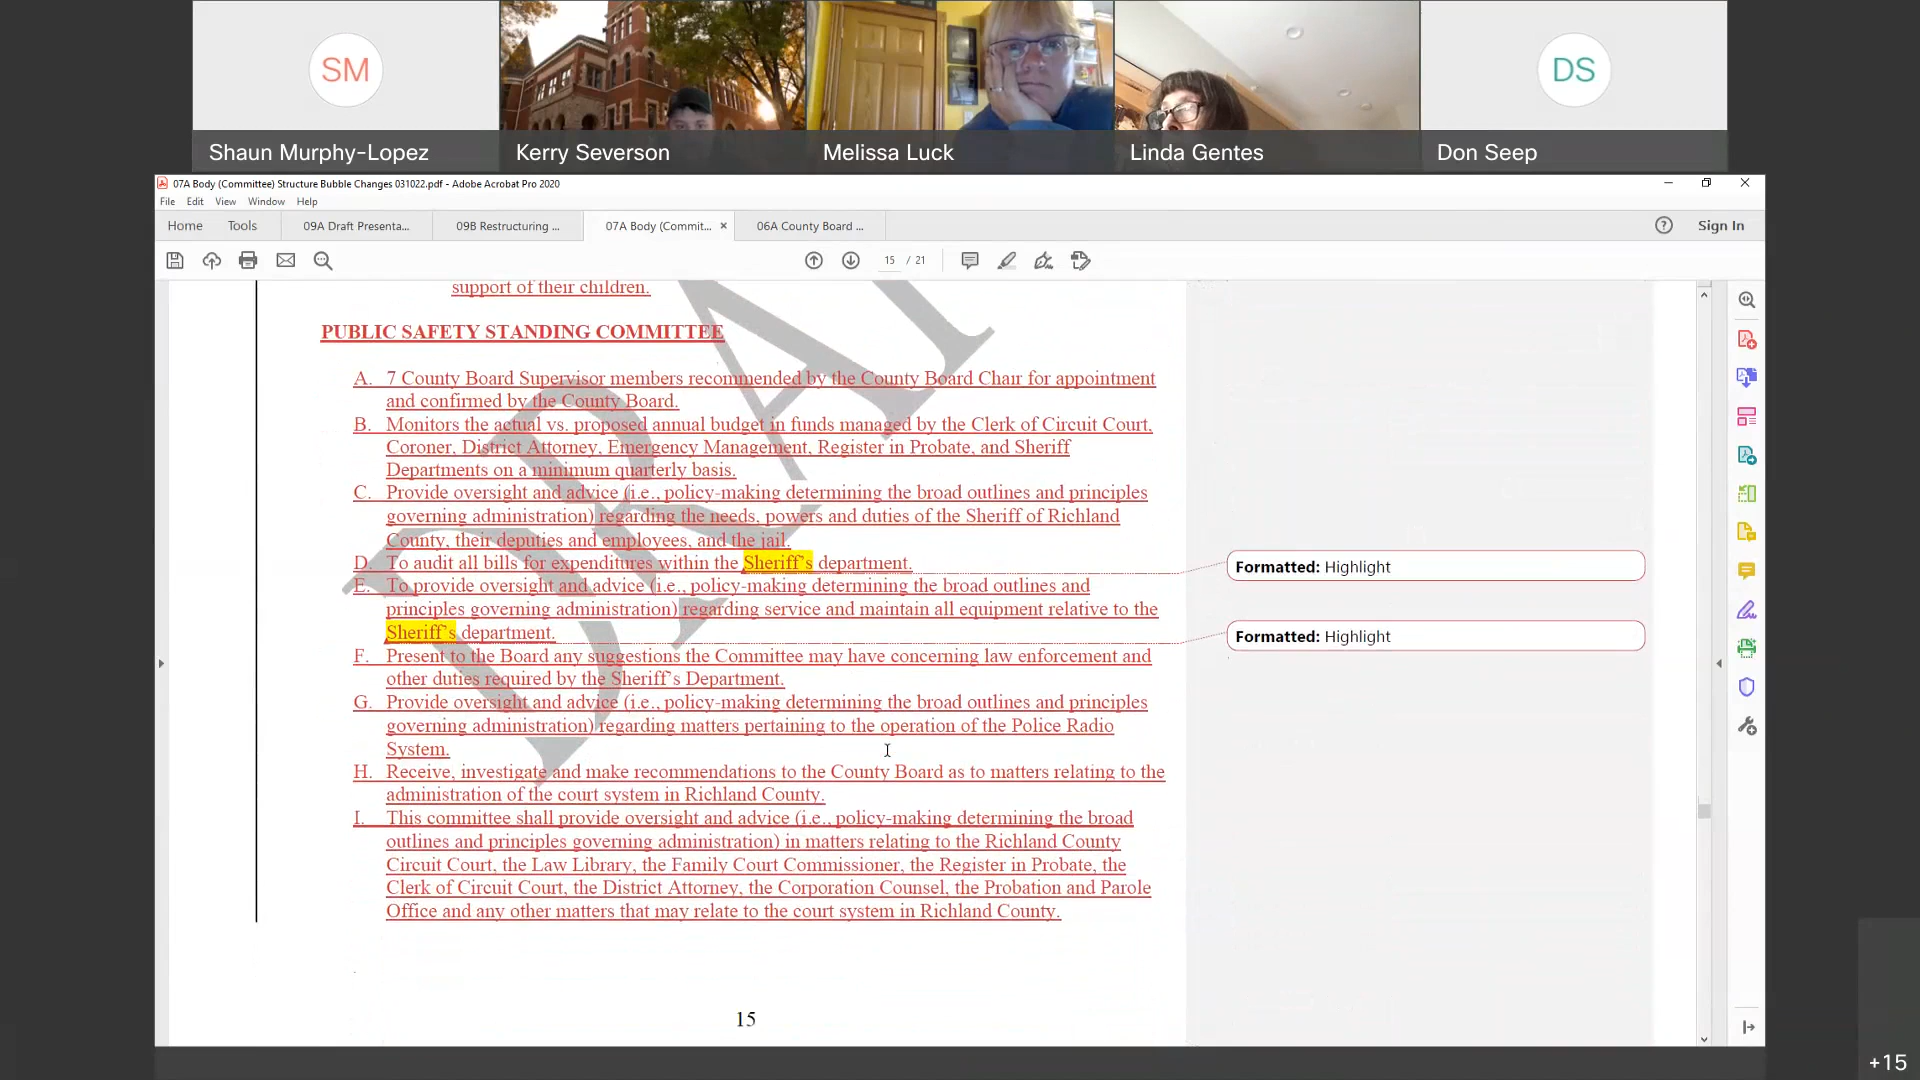 SM
DS
Shaun Murphy-Lopez
Kerry Severson
Melissa Luck
Linda Gentes
Don Seep
07A Body (Committee) Structure Bubble Changes 031022.pdf - Adobe Acrobat Pro 2020
File Edit View Window Help
Home Tools 09A Draft Presenta... 09B Restructuring ... 07A Body (Commit... × 06A County Board ... Sign In
15 / 21
support of their children.
PUBLIC SAFETY STANDING COMMITTEE
A. 7 County Board Supervisor members recommended by the County Board Chair for appointment
and confirmed by the County Board.
B. Monitors the actual vs. proposed annual budget in funds managed by the Clerk of Circuit Court,
Coroner, District Attorney, Emergency Management, Register in Probate, and Sheriff
Departments on a minimum quarterly basis.
C. Provide oversight and advice (i.e., policy-making determining the broad outlines and principles
governing administration) regarding the needs, powers and duties of the Sheriff of Richland
County, their deputies and employees, and the jail.
D. To audit all bills for expenditures within the Sheriff's department.
E. To provide oversight and advice (i.e., policy-making determining the broad outlines and
principles governing administration) regarding service and maintain all equipment relative to the
Sheriff's department.
F. Present to the Board any suggestions the Committee may have concerning law enforcement and
other duties required by the Sheriff's Department.
G. Provide oversight and advice (i.e., policy-making determining the broad outlines and principles
governing administration) regarding matters pertaining to the operation of the Police Radio
System.
H. Receive, investigate and make recommendations to the County Board as to matters relating to the
administration of the court system in Richland County.
I. This committee shall provide oversight and advice (i.e., policy-making determining the broad
outlines and principles governing administration) in matters relating to the Richland County
Circuit Court, the Law Library, the Family Court Commissioner, the Register in Probate, the
Clerk of Circuit Court, the District Attorney, the Corporation Counsel, the Probation and Parole
Office and any other matters that may relate to the court system in Richland County.
Formatted: Highlight
Formatted: Highlight
DRAF
15
+15